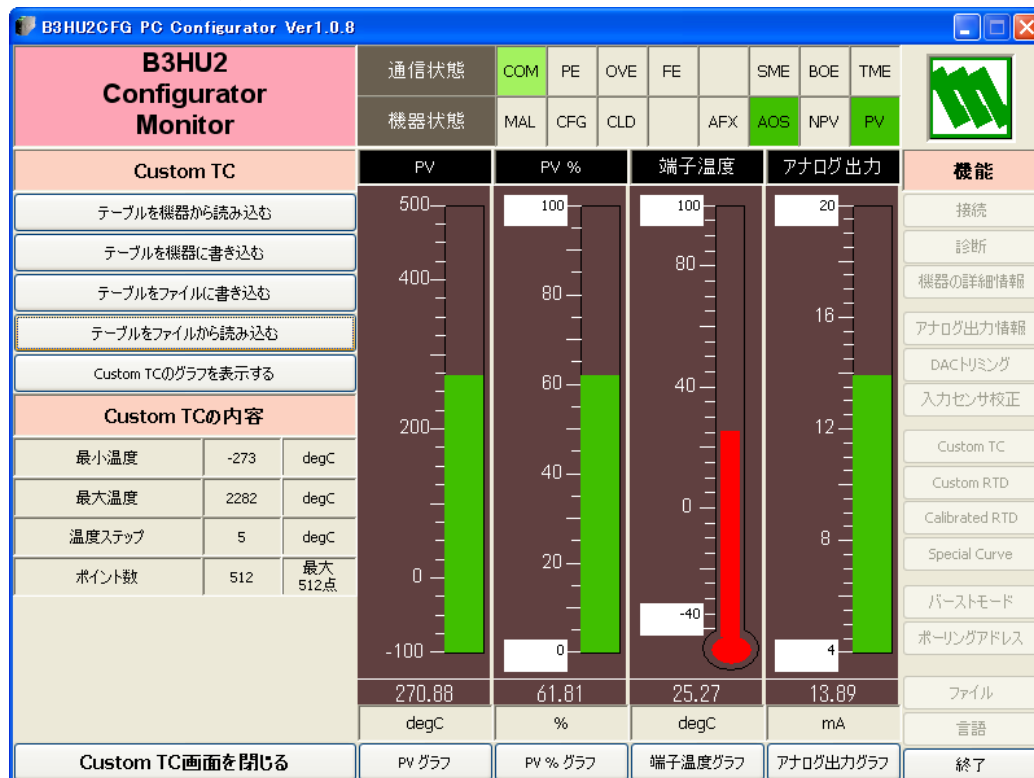 B3HU2CFG PC Configurator Ver1.0.8
B3HU2
Configurator
Monitor
通信状態 COM PE OVE FE SME BOE TME
機器状態 MAL CFG CLD AFX AOS NPV PV
Custom TC
テーブルを機器から読み込む
テーブルを機器に書き込む
テーブルをファイルに書き込む
テーブルをファイルから読み込む
Custom TCのグラフを表示する
Custom TCの内容
最小温度 -273 degC
最大温度 2282 degC
温度ステップ 5 degC
ポイント数 512 最大
512点
Custom TC画面を閉じる
PV
500
400
200
0
-100
270.88
degC
PV グラフ
PV %
100
80
60
40
20
0
61.81
%
PV % グラフ
端子温度
100
80
40
0
-40
25.27
degC
端子温度グラフ
アナログ出力
20
16
12
8
4
13.89
mA
アナログ出力グラフ
機能
接続
診断
機器の詳細情報
アナログ出力情報
DACトリミング
入力センサ校正
Custom TC
Custom RTD
Calibrated RTD
Special Curve
バーストモード
ポーリングアドレス
ファイル
言語
終了